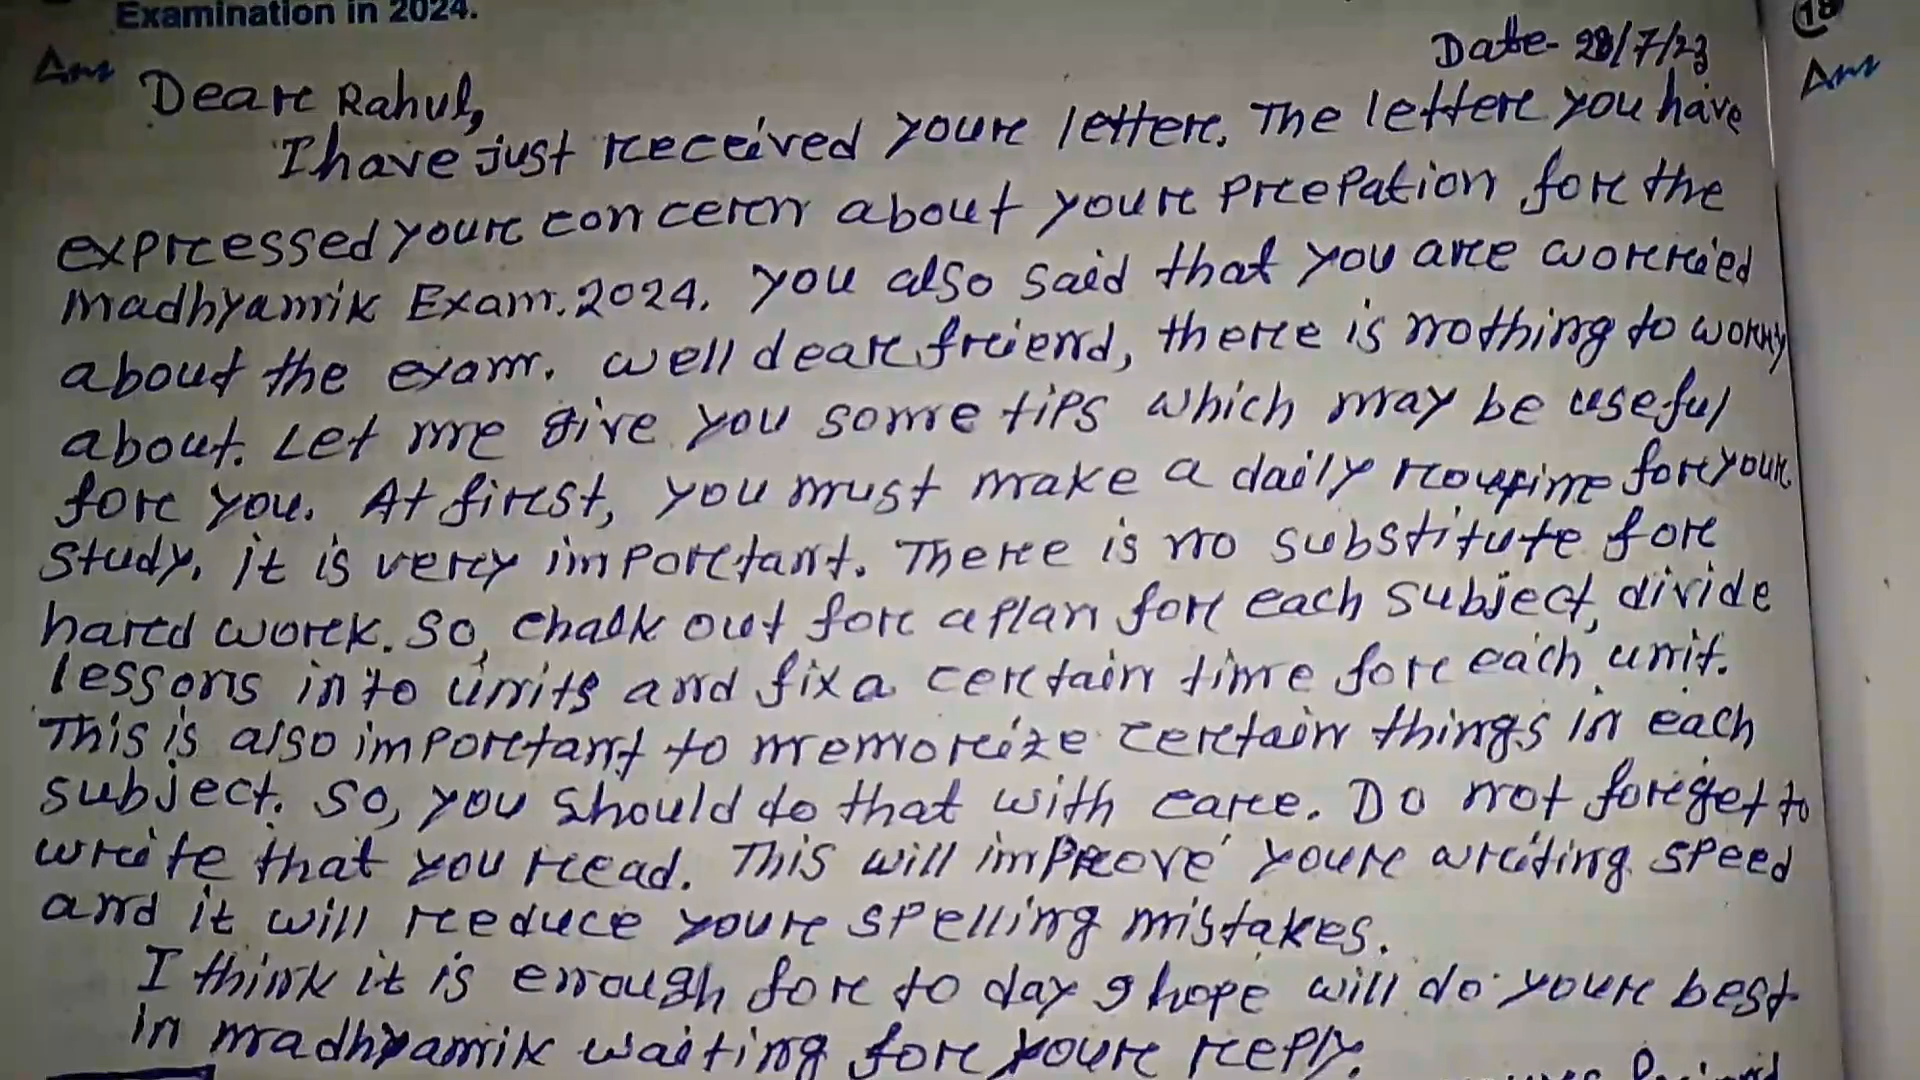 Examination in 2024.
18
Date- 28/7/23
Ans
Ans
Dear Rahul,
I have just received your letter. The letter you have
expressed your concern about your prepation for the
madhyamik Exam. 2024. you also said that you are worried
about the exam. well dear friend, there is nothing to worry
about. Let me give you some tips which may be useful
for you. At first, you must make a daily routine for your
study. it is very important. There is no substitute for
hard work. So, chalk out for a plan for each subject, divide
lessons into units and fix a certain time for each unit.
This is also important to memorize certain things in each
subject. So, you should do that with care. Do not forget to
write that you read. This will improve your writing speed
and it will reduce your spelling mistakes.
I think it is enough for to day I hope will do your best
in madhyamik waiting for your reply.